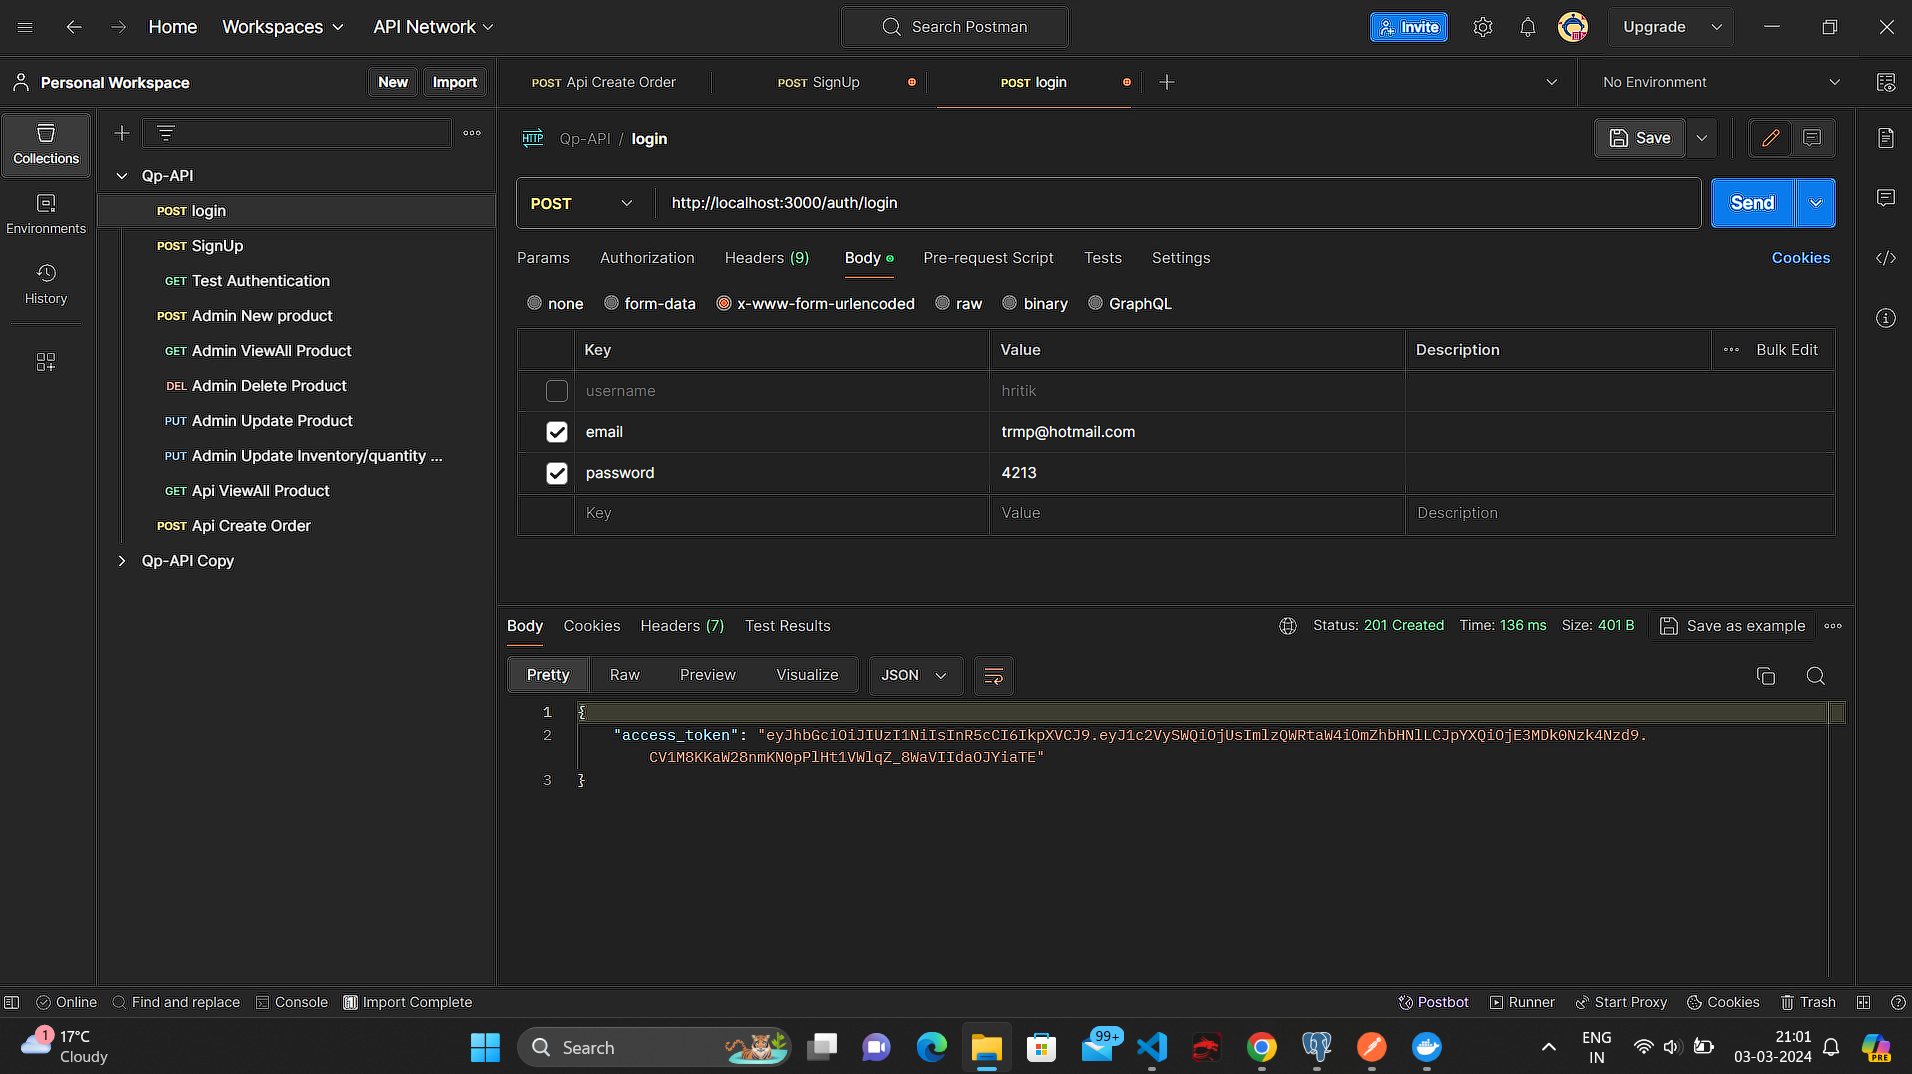 Home Workspaces API Network Search Postman Invite Upgrade
Personal Workspace New Import POST Api Create Order POST SignUp POST login No Environment
Collections
Environments
History
Qp-API
POST login
POST SignUp
GET Test Authentication
POST Admin New product
GET Admin ViewAll Product
DEL Admin Delete Product
PUT Admin Update Product
PUT Admin Update Inventory/quantity ...
GET Api ViewAll Product
POST Api Create Order
Qp-API Copy
HTTP Qp-API / login Save
POST http://localhost:3000/auth/login Send
Params Authorization Headers (9) Body Pre-request Script Tests Settings Cookies
none form-data x-www-form-urlencoded raw binary GraphQL
Key Value Description Bulk Edit
username hritik
email trmp@hotmail.com
password 4213
Key Value Description
Body Cookies Headers (7) Test Results Status: 201 Created Time: 136 ms Size: 401 B Save as example
Pretty Raw Preview Visualize JSON
1 {
2 "access_token": "eyJhbGciOiJIUzI1NiIsInR5cCI6IkpXVCJ9.eyJ1c2VySWQiOjUsImlzQWRtaW4iOmZhbHNlLCJpYXQiOjE3MDk0Nzk4Nzd9.
CV1M8KKaW28nmKN0pPlHt1VWlqZ_8WaVIIdaOJYiaTE"
3 }
Online Find and replace Console Import Complete Postbot Runner Start Proxy Cookies Trash
1 17°C
Cloudy
Search
99+
ENG
IN
21:01
03-03-2024
PRE